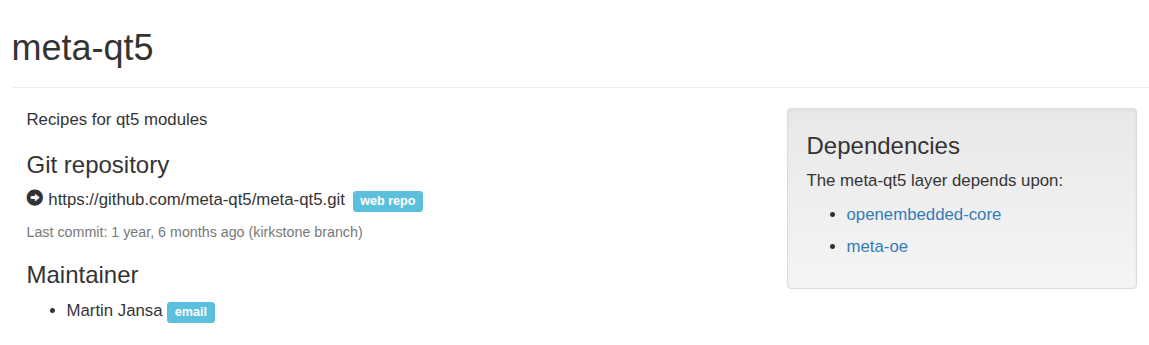 meta-qt5
Recipes for qt5 modules
Git repository
https://github.com/meta-qt5/meta-qt5.git web repo
Last commit: 1 year, 6 months ago (kirkstone branch)
Maintainer
Martin Jansa email
Dependencies
The meta-qt5 layer depends upon:
openembedded-core
meta-oe